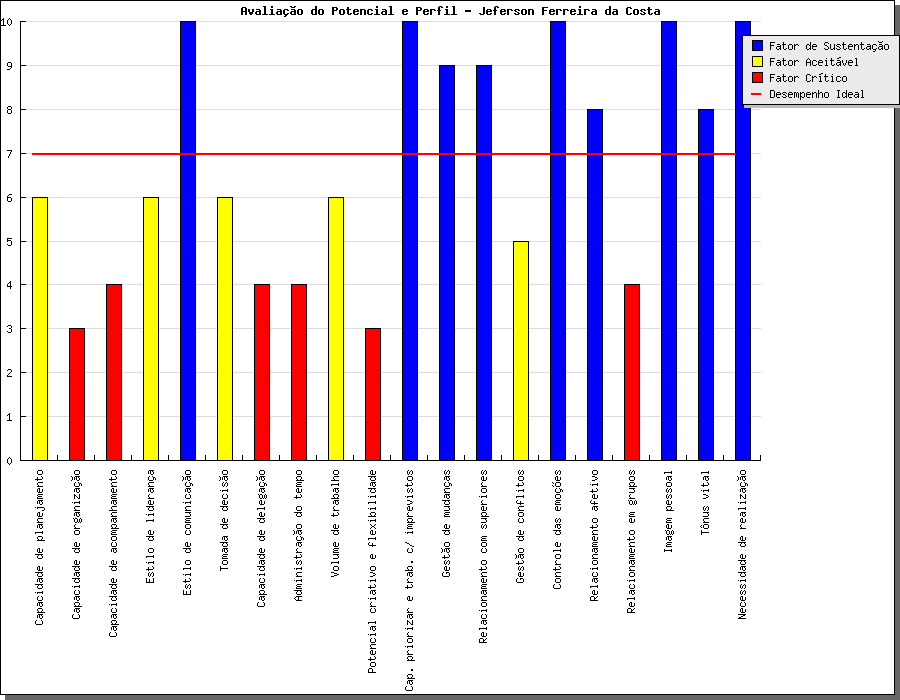 Avaliação do Potencial e Perfil - Jeferson Ferreira da Costa
10
9
8
7
6
5
4
3
2
1
0
Fator de Sustentação
Fator Aceitável
Fator Crítico
Desempenho Ideal
Capacidade de planejamento
Capacidade de organização
Capacidade de acompanhamento
Estilo de liderança
Estilo de comunicação
Tomada de decisão
Capacidade de delegação
Administração do tempo
Volume de trabalho
Potencial criativo e flexibilidade
Cap. priorizar e trab. c/ imprevistos
Gestão de mudanças
Relacionamento com superiores
Gestão de conflitos
Controle das emoções
Relacionamento afetivo
Relacionamento em grupos
Imagem pessoal
Tônus vital
Necessidade de realização